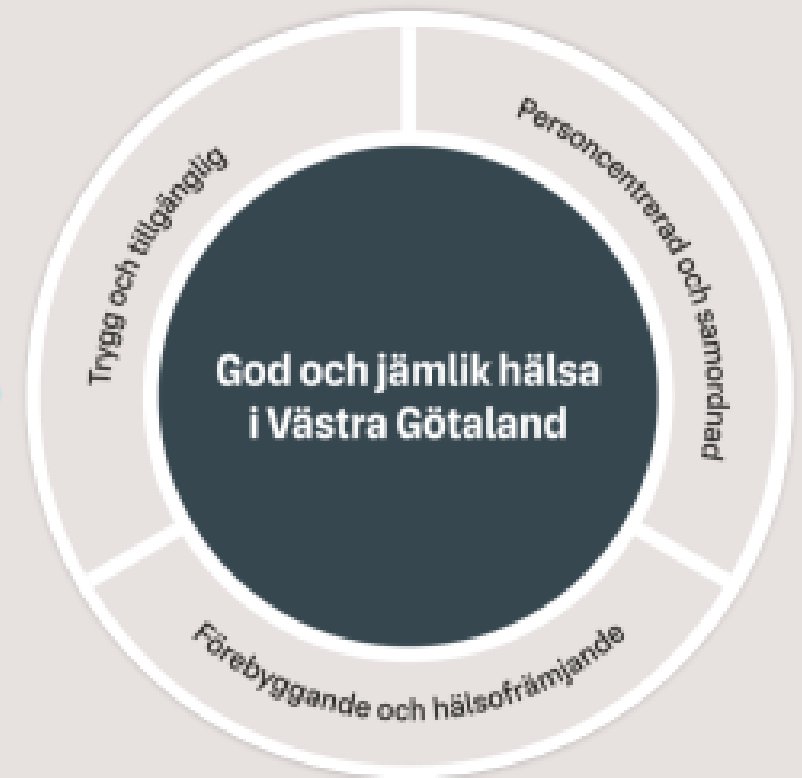 God och jämlik hälsa
i Västra Götaland
Personcentrerad och samordnad
Förebyggande och hälsofrämjande
Trygg och tillgänglig